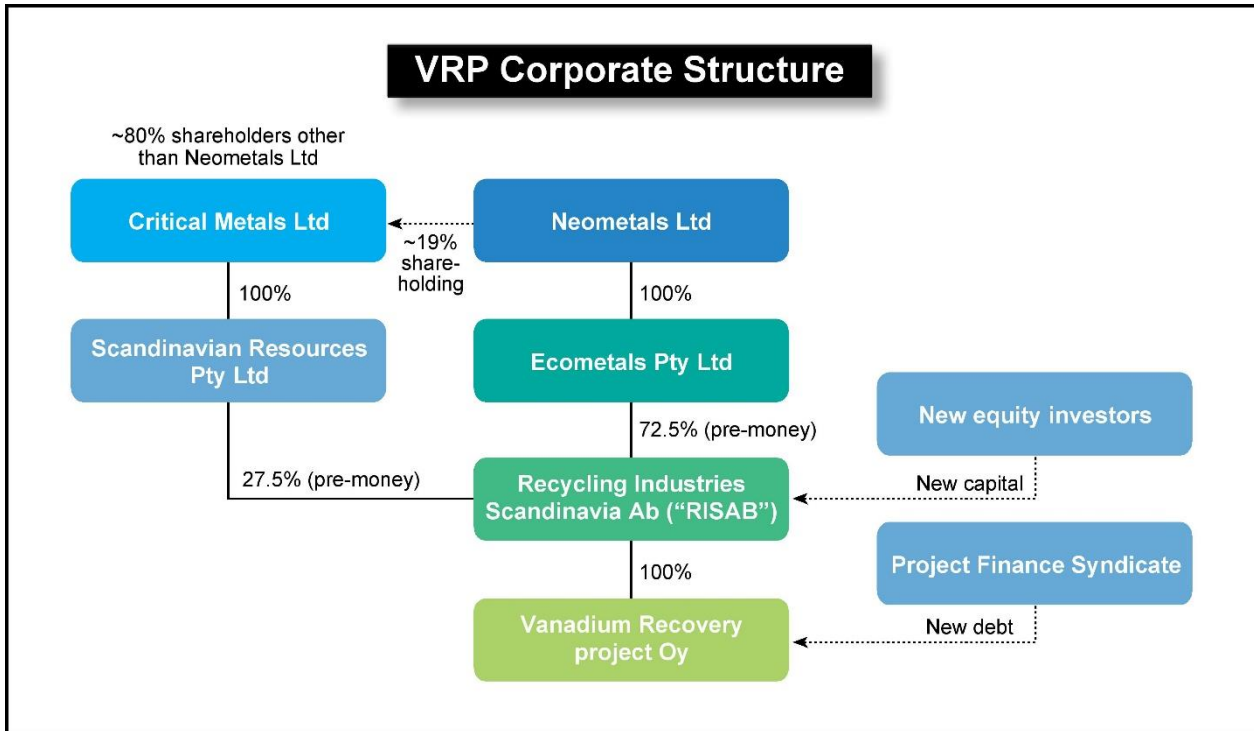 VRP Corporate Structure
~80% shareholders other
than Neometals Ltd
Critical Metals Ltd
Neometals Ltd
~19%
share-
holding
100%
100%
Scandinavian Resources
Pty Ltd
Ecometals Pty Ltd
New equity investors
72.5% (pre-money)
27.5% (pre-money)
New capital
Recycling Industries
Scandinavia Ab (“RISAB”)
Project Finance Syndicate
100%
New debt
Vanadium Recovery
project Oy